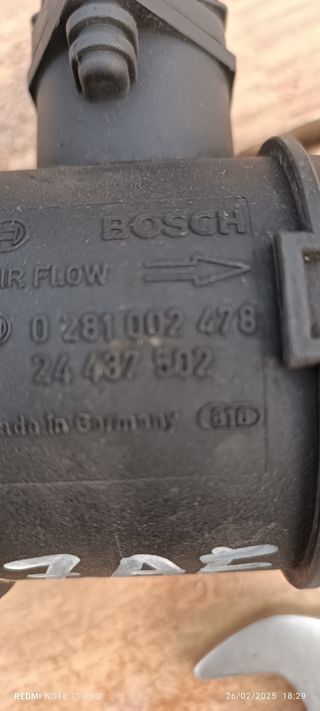 BOSCH
IR FLOW
0 281 002 478
24 437 502
ade in Germany
REDMI NOTE 11 PRO
26/02/2025 18:29